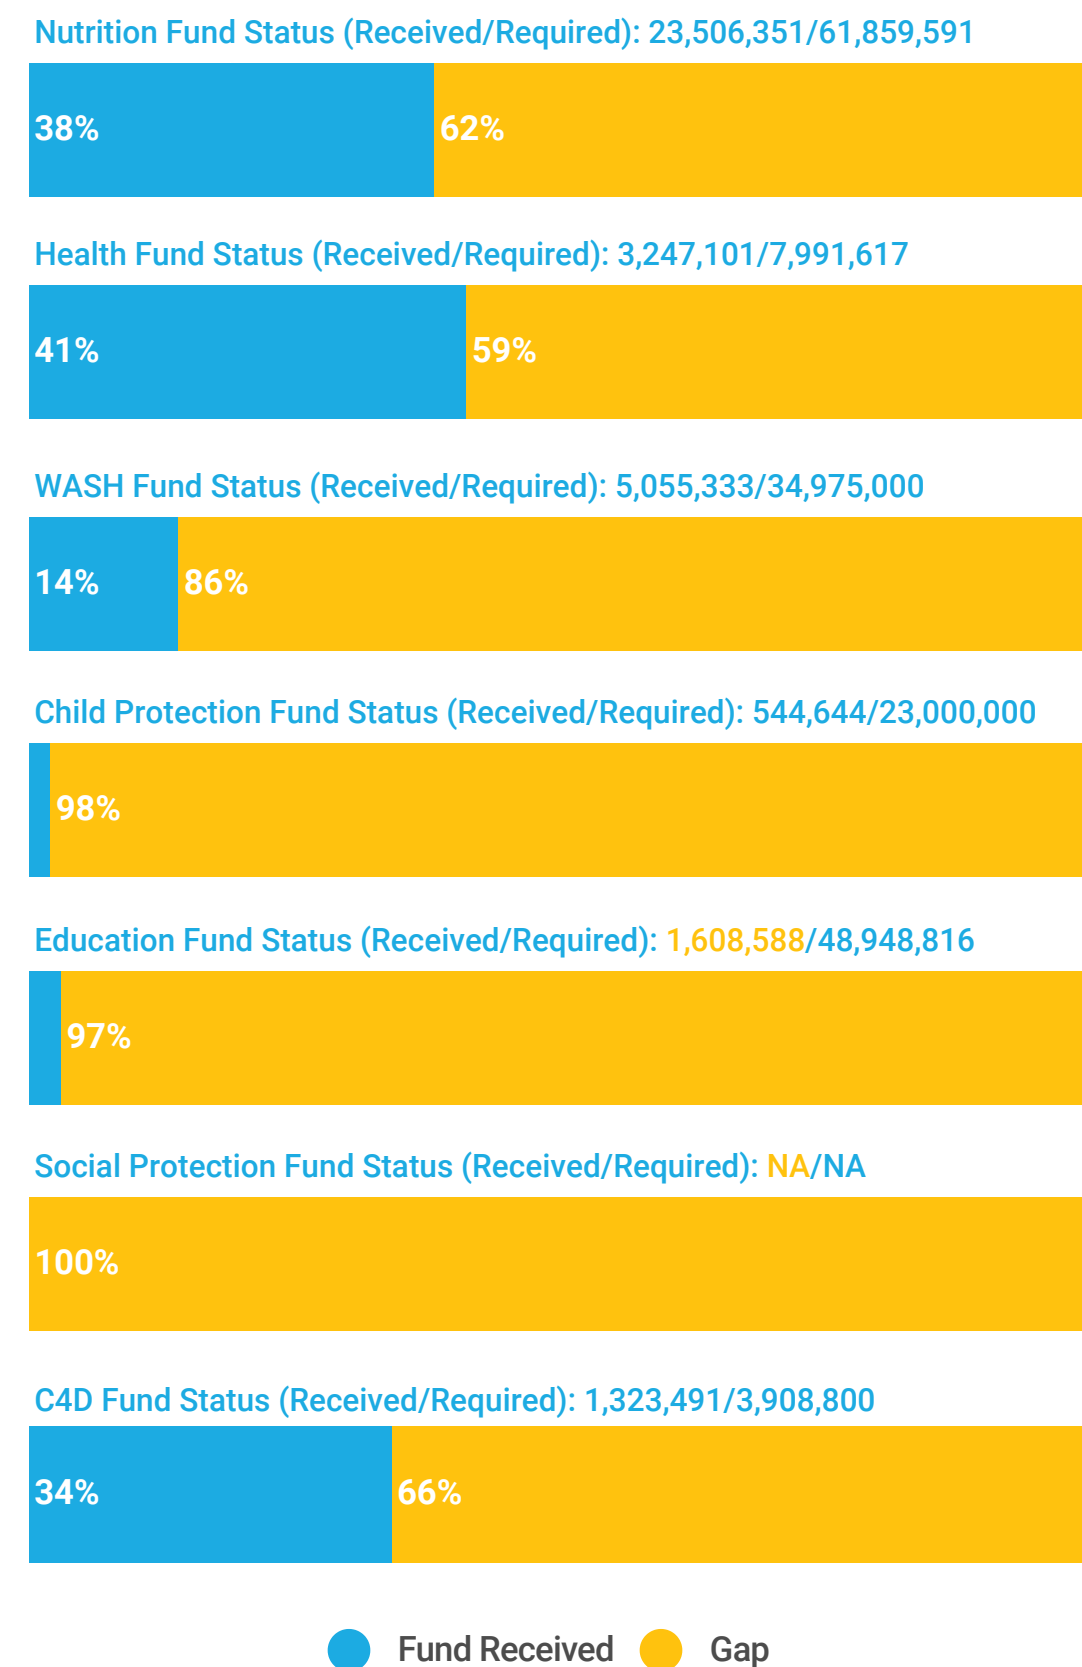 Nutrition Fund Status (Received/Required): 23,506,351/61,859,591
38% 62%
Health Fund Status (Received/Required): 3,247,101/7,991,617
41% 59%
WASH Fund Status (Received/Required): 5,055,333/34,975,000
14% 86%
Child Protection Fund Status (Received/Required): 544,644/23,000,000
98%
Education Fund Status (Received/Required): 1,608,588/48,948,816
97%
Social Protection Fund Status (Received/Required): NA/NA
100%
C4D Fund Status (Received/Required): 1,323,491/3,908,800
34% 66%
Fund Received Gap